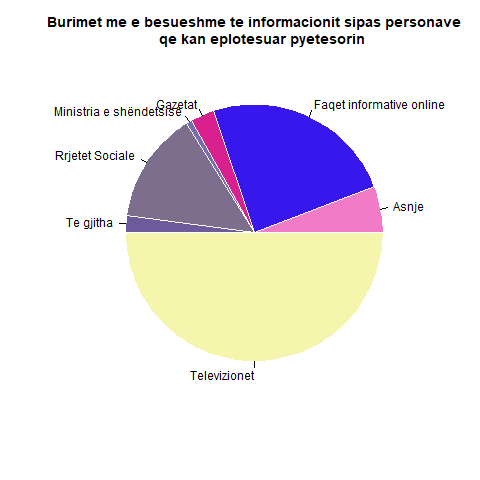 Burimet me e besueshme te informacionit sipas personave
qe kan eplotesuar pyetesorin
Gazetat
Faqet informative online
Ministria e shëndetsisë
Rrjetet Sociale
Asnje
Te gjitha
Televizionet